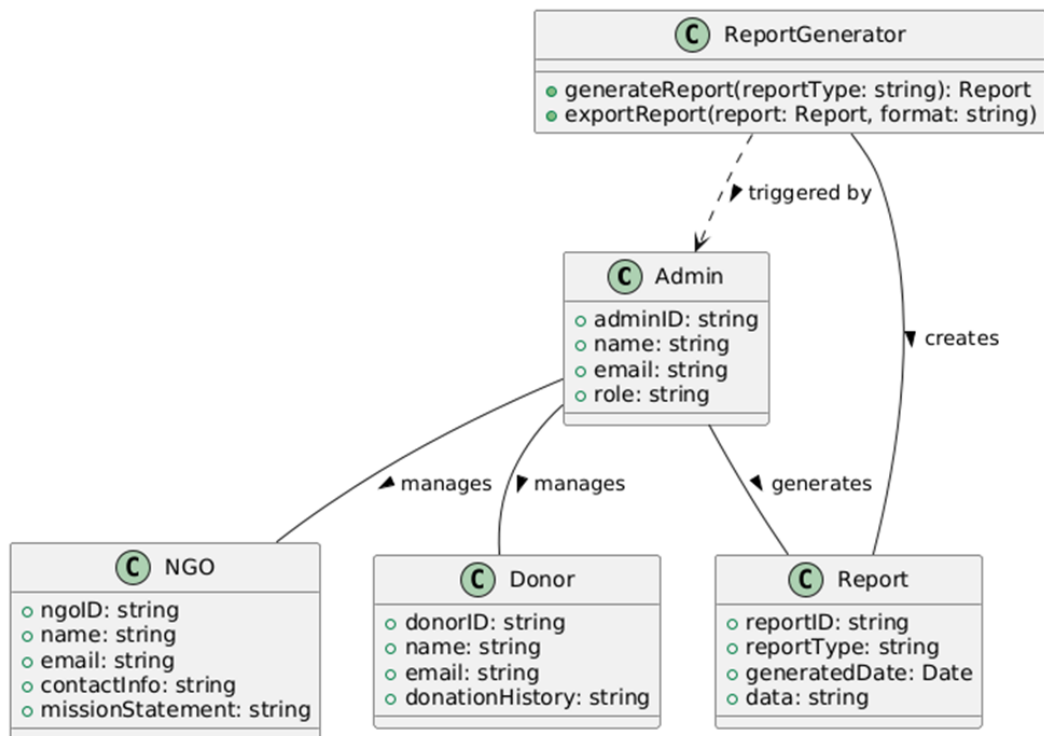 C ReportGenerator
generateReport(reportType: string): Report
exportReport(report: Report, format: string)
triggered by
C Admin
adminID: string
name: string
email: string
role: string
creates
manages
manages
generates
C NGO
ngoID: string
name: string
email: string
contactInfo: string
missionStatement: string
C Donor
donorID: string
name: string
email: string
donationHistory: string
C Report
reportID: string
reportType: string
generatedDate: Date
data: string